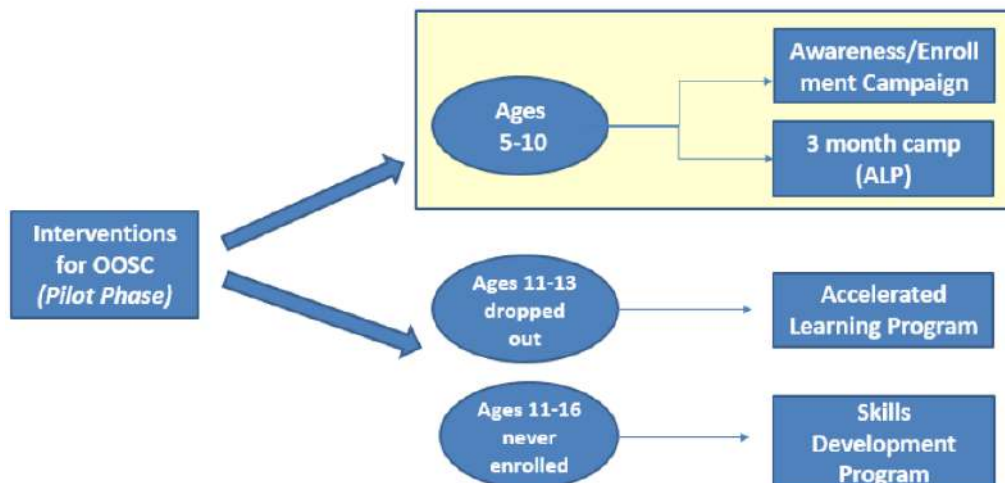 Interventions
for OOSC
(Pilot Phase)
Ages
5-10
Awareness/Enroll
ment Campaign
3 month camp
(ALP)
Ages 11-13
dropped
out
Accelerated
Learning Program
Ages 11-16
never
enrolled
Skills
Development
Program